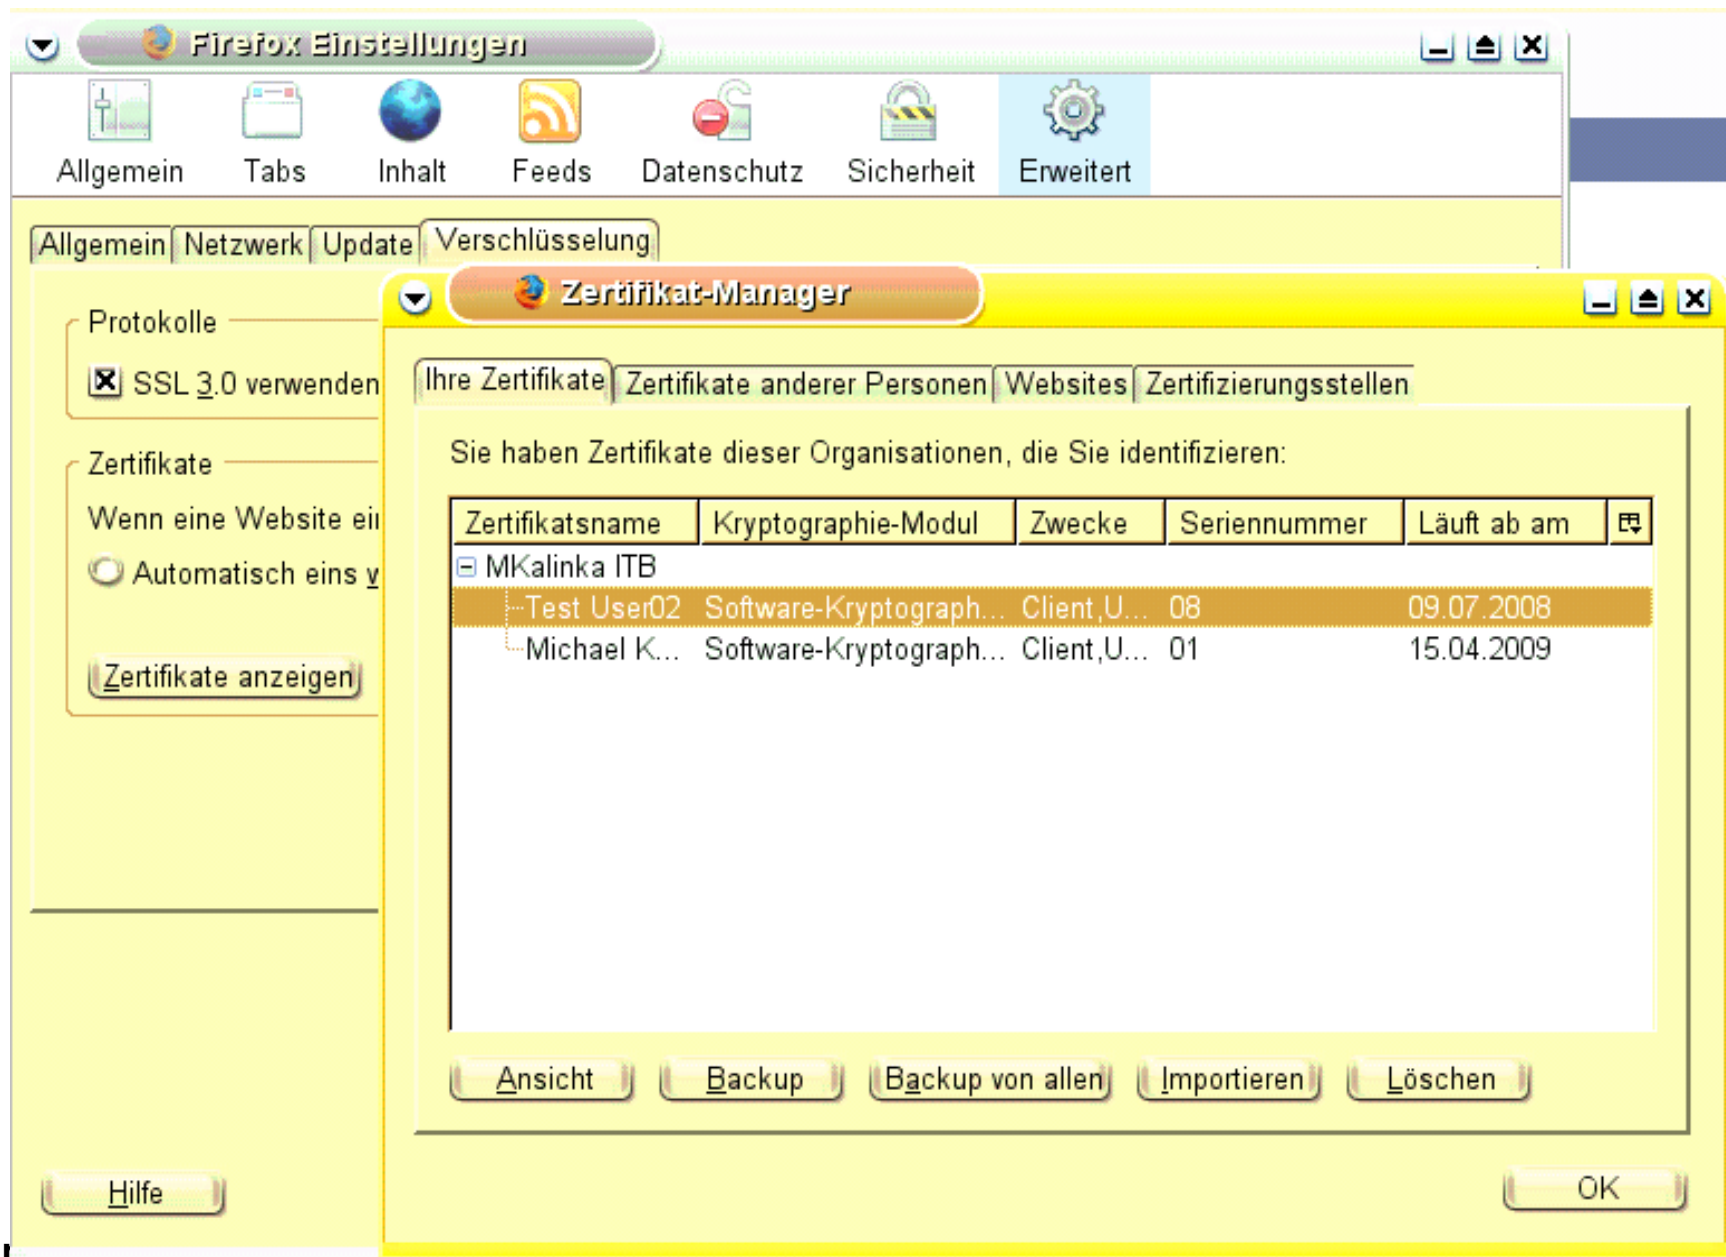 Firefox Einstellungen
Allgemein Tabs Inhalt Feeds Datenschutz Sicherheit Erweitert
Allgemein Netzwerk Update Verschlüsselung
Zertifikat-Manager
Protokolle
SSL 3.0 verwenden
Ihre Zertifikate Zertifikate anderer Personen Websites Zertifizierungsstellen
Sie haben Zertifikate dieser Organisationen, die Sie identifizieren:
Zertifikate
Wenn eine Website
Automatisch eins
Zertifikate anzeigen
Zertifikatsname Kryptographie-Modul Zwecke Seriennummer Läuft ab am
MKalinka ITB
Test User02 Software-Kryptograph... Client,U... 08 09.07.2008
Michael K... Software-Kryptograph... Client,U... 01 15.04.2009
Ansicht Backup Backup von allen Importieren Löschen
Hilfe
OK